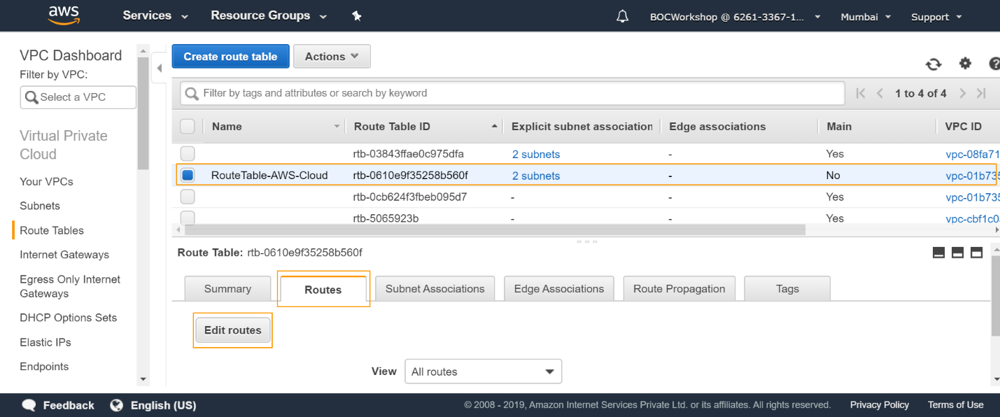 aws Services Resource Groups BOCWorkshop @ 6261-3367-1... Mumbai Support
VPC Dashboard
Filter by VPC:
Select a VPC
Virtual Private
Cloud
Your VPCs
Subnets
Route Tables
Internet Gateways
Egress Only Internet
Gateways
DHCP Options Sets
Elastic IPs
Endpoints
Create route table Actions
Filter by tags and attributes or search by keyword 1 to 4 of 4
Name Route Table ID Explicit subnet association Edge associations Main VPC ID
rtb-03843ffae0c975dfa 2 subnets - Yes vpc-08fa71
RouteTable-AWS-Cloud rtb-0610e9f35258b560f 2 subnets - No vpc-01b735
rtb-0cb624f3fbeb095d7 - - Yes vpc-01b735
rtb-5065923b - - Yes vpc-cbf1c0
Route Table: rtb-0610e9f35258b560f
Summary Routes Subnet Associations Edge Associations Route Propagation Tags
Edit routes
View All routes
Feedback English (US) © 2008 - 2019, Amazon Internet Services Private Ltd. or its affiliates. All rights reserved. Privacy Policy Terms of Use